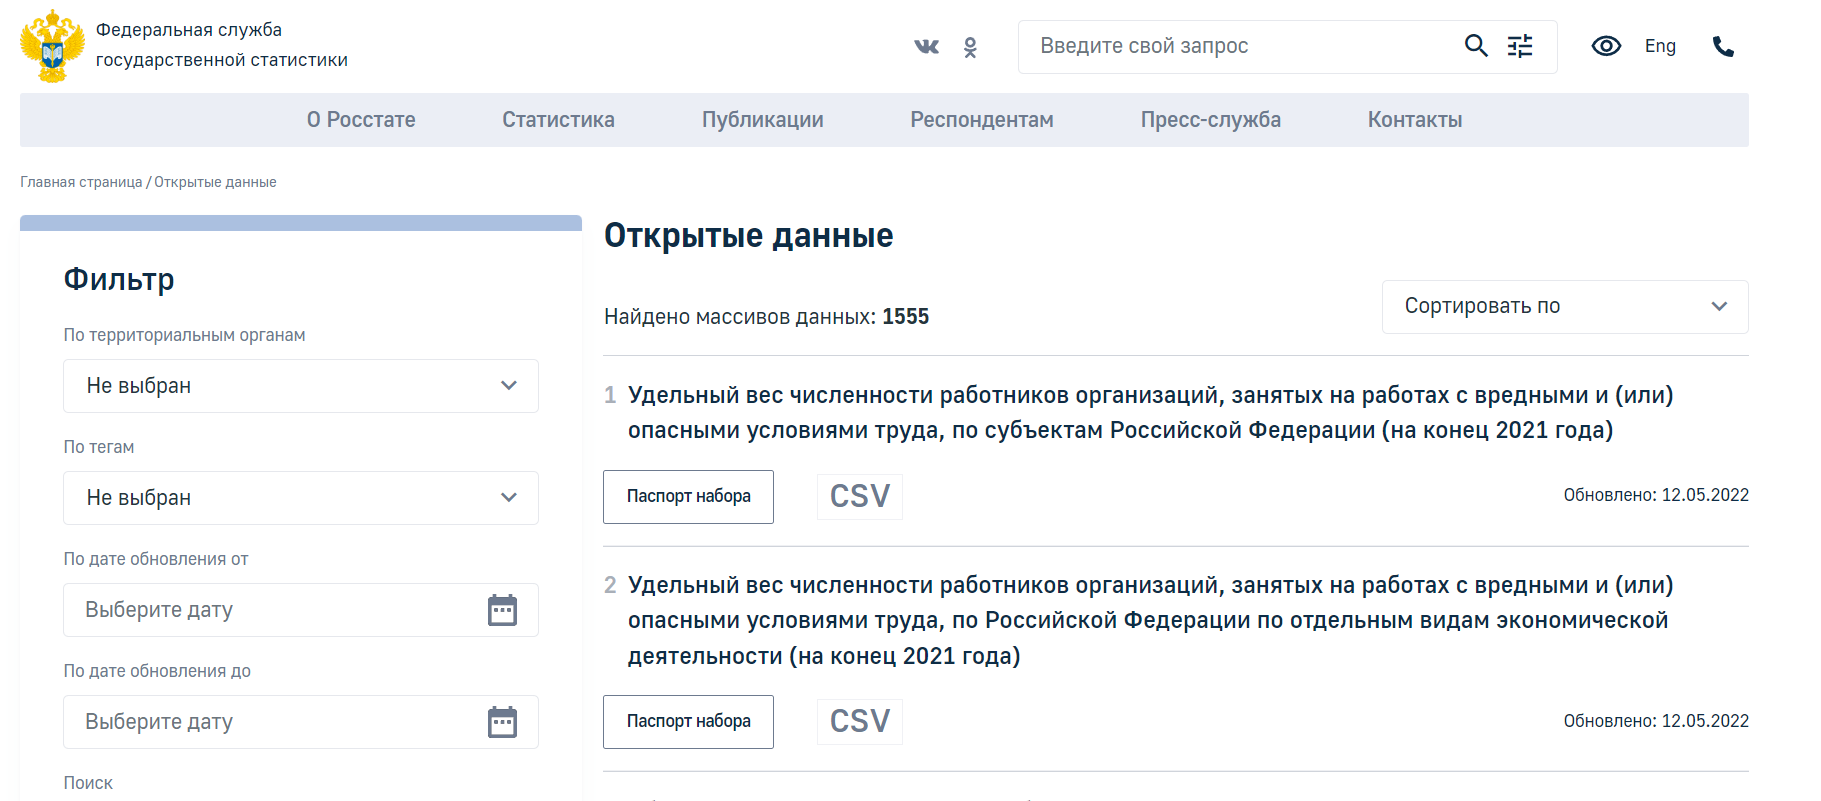 Федеральная служба
государственной статистики
Введите свой запрос
Eng
О Росстате
Статистика
Публикации
Респондентам
Пресс-служба
Контакты
Главная страница / Открытые данные
Фильтр
По территориальным органам
Не выбран
По тегам
Не выбран
По дате обновления от
Выберите дату
По дате обновления до
Выберите дату
Поиск
Открытые данные
Найдено массивов данных: 1555
Сортировать по
1 Удельный вес численности работников организаций, занятых на работах с вредными и (или)
опасными условиями труда, по субъектам Российской Федерации (на конец 2021 года)
Паспорт набора
CSV
Обновлено: 12.05.2022
2 Удельный вес численности работников организаций, занятых на работах с вредными и (или)
опасными условиями труда, по Российской Федерации по отдельным видам экономической
деятельности (на конец 2021 года)
Паспорт набора
CSV
Обновлено: 12.05.2022